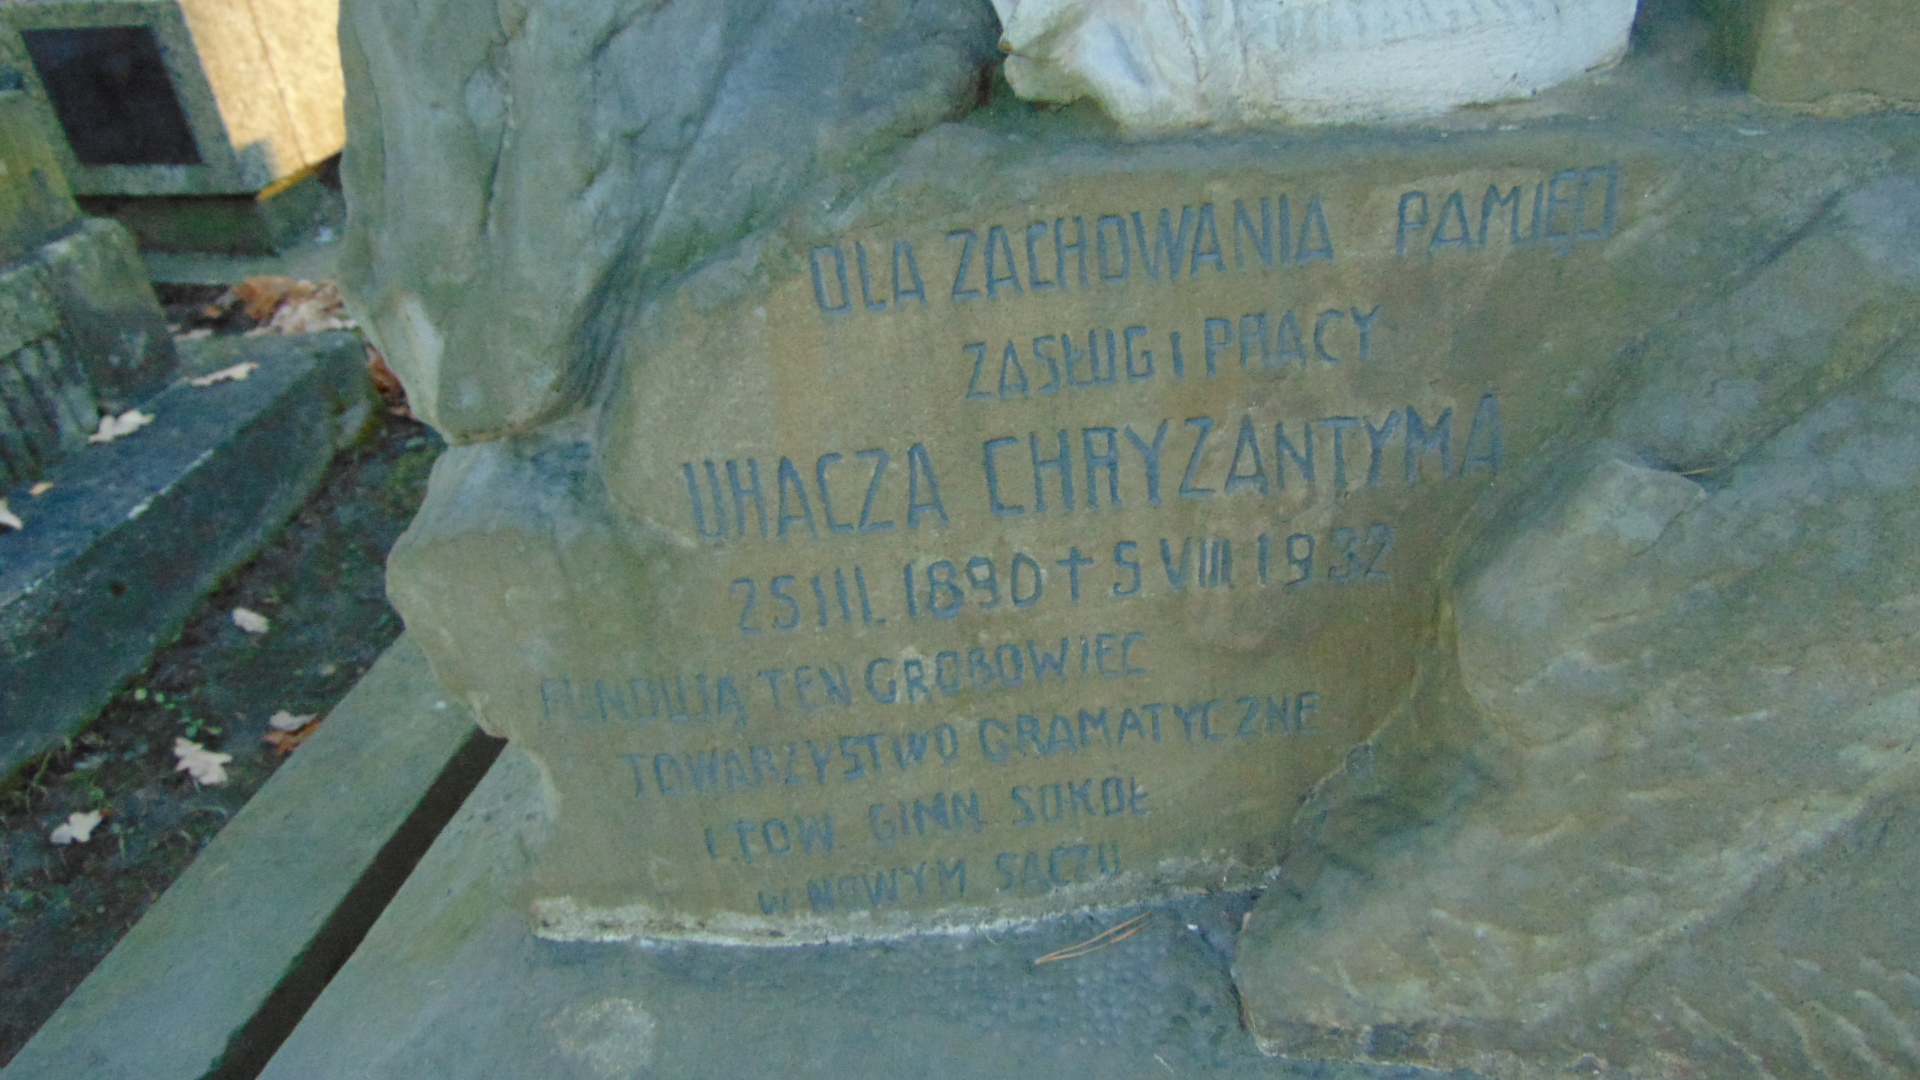 DLA ZACHOWANIA PAMIĘCI
ZASŁUG I PRACY
UHACZA CHRYZANTYMA
25 III. 1890 † 5 VIII 1932
FUNDUJĄ TEN GROBOWIEC
TOWARZYSTWO GRAMATYCZNE
I TOW. GIMN. SOKÓŁ
W NOWYM SĄCZU